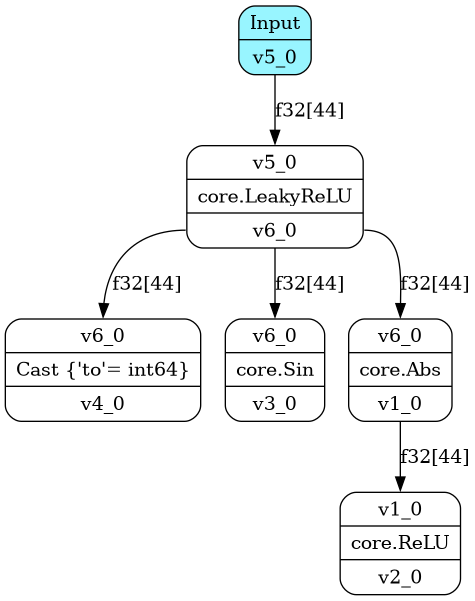 Input
v5_0
f32[44]
v5_0
core.LeakyReLU
v6_0
f32[44]
f32[44]
f32[44]
v6_0
Cast {'to'= int64}
v4_0
v6_0
core.Sin
v3_0
v6_0
core.Abs
v1_0
f32[44]
v1_0
core.ReLU
v2_0